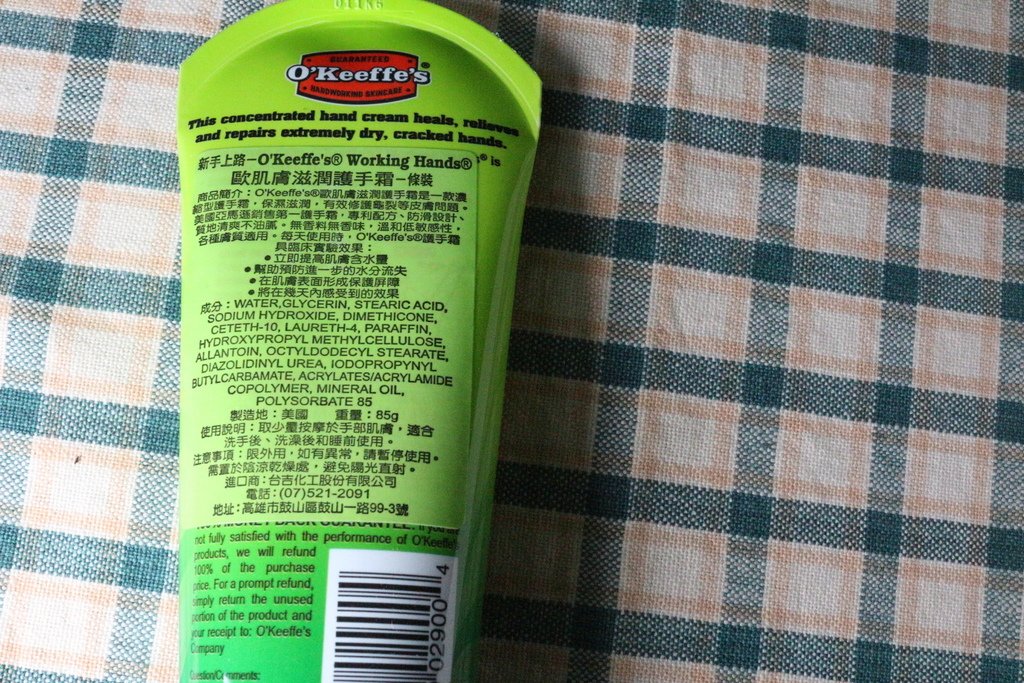 01186
GUARANTEED
O'Keeffe's®
HARDWORKING SKINCARE
This concentrated hand cream heals, relieves
and repairs extremely dry, cracked hands.
新手上路－O'Keeffe's® Working Hands®
® is
歐肌膚滋潤護手霜－條裝
商品簡介：O'Keeffe's®歐肌膚滋潤護手霜是一款濃
縮型護手霜，保濕滋潤，有效修護龜裂等皮膚問題。
美國亞馬遜銷售第一護手霜，專利配方、防滑設計、
質地清爽不油膩。無香料無香味，溫和低敏感性，
各種膚質適用。每天使用時，O'Keeffe's®護手霜
具臨床實驗效果：
●立即提高肌膚含水量
●幫助預防進一步的水分流失
●在肌膚表面形成保護屏障
●將在幾天內感受到的效果
成分：WATER,GLYCERIN, STEARIC ACID,
SODIUM HYDROXIDE, DIMETHICONE,
CETETH-10, LAURETH-4, PARAFFIN,
HYDROXYPROPYL METHYLCELLULOSE,
ALLANTOIN, OCTYLDODECYL STEARATE,
DIAZOLIDINYL UREA, IODOPROPYNYL
BUTYLCARBAMATE, ACRYLATES/ACRYLAMIDE
COPOLYMER, MINERAL OIL,
POLYSORBATE 85
製造地：美國 重量：85g
使用說明：取少量按摩於手部肌膚，適合
洗手後、洗澡後和睡前使用。
注意事項：限外用，如有異常，請暫停使用。
需置於陰涼乾燥處，避免陽光直射。
進口商：台吉化工股份有限公司
電話：(07)521-2091
地址：高雄市鼓山區鼓山一路99-3號
100% MONEY BACK GUARANTEE. If you are
not fully satisfied with the performance of O'Keeffe's
products, we will refund
100% of the purchase
price. For a prompt refund,
simply return the unused
portion of the product and
your receipt to: O'Keeffe's
Company
Question/Comments:
02900 4